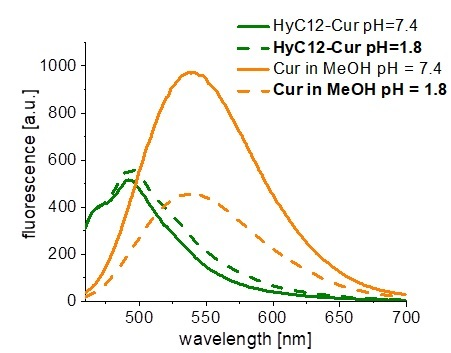 HyC12-Cur pH=7.4
HyC12-Cur pH=1.8
Cur in MeOH pH = 7.4
Cur in MeOH pH = 1.8
fluorescence [a.u.]
1000
800
600
400
200
0
500 550 600 650 700
wavelength [nm]